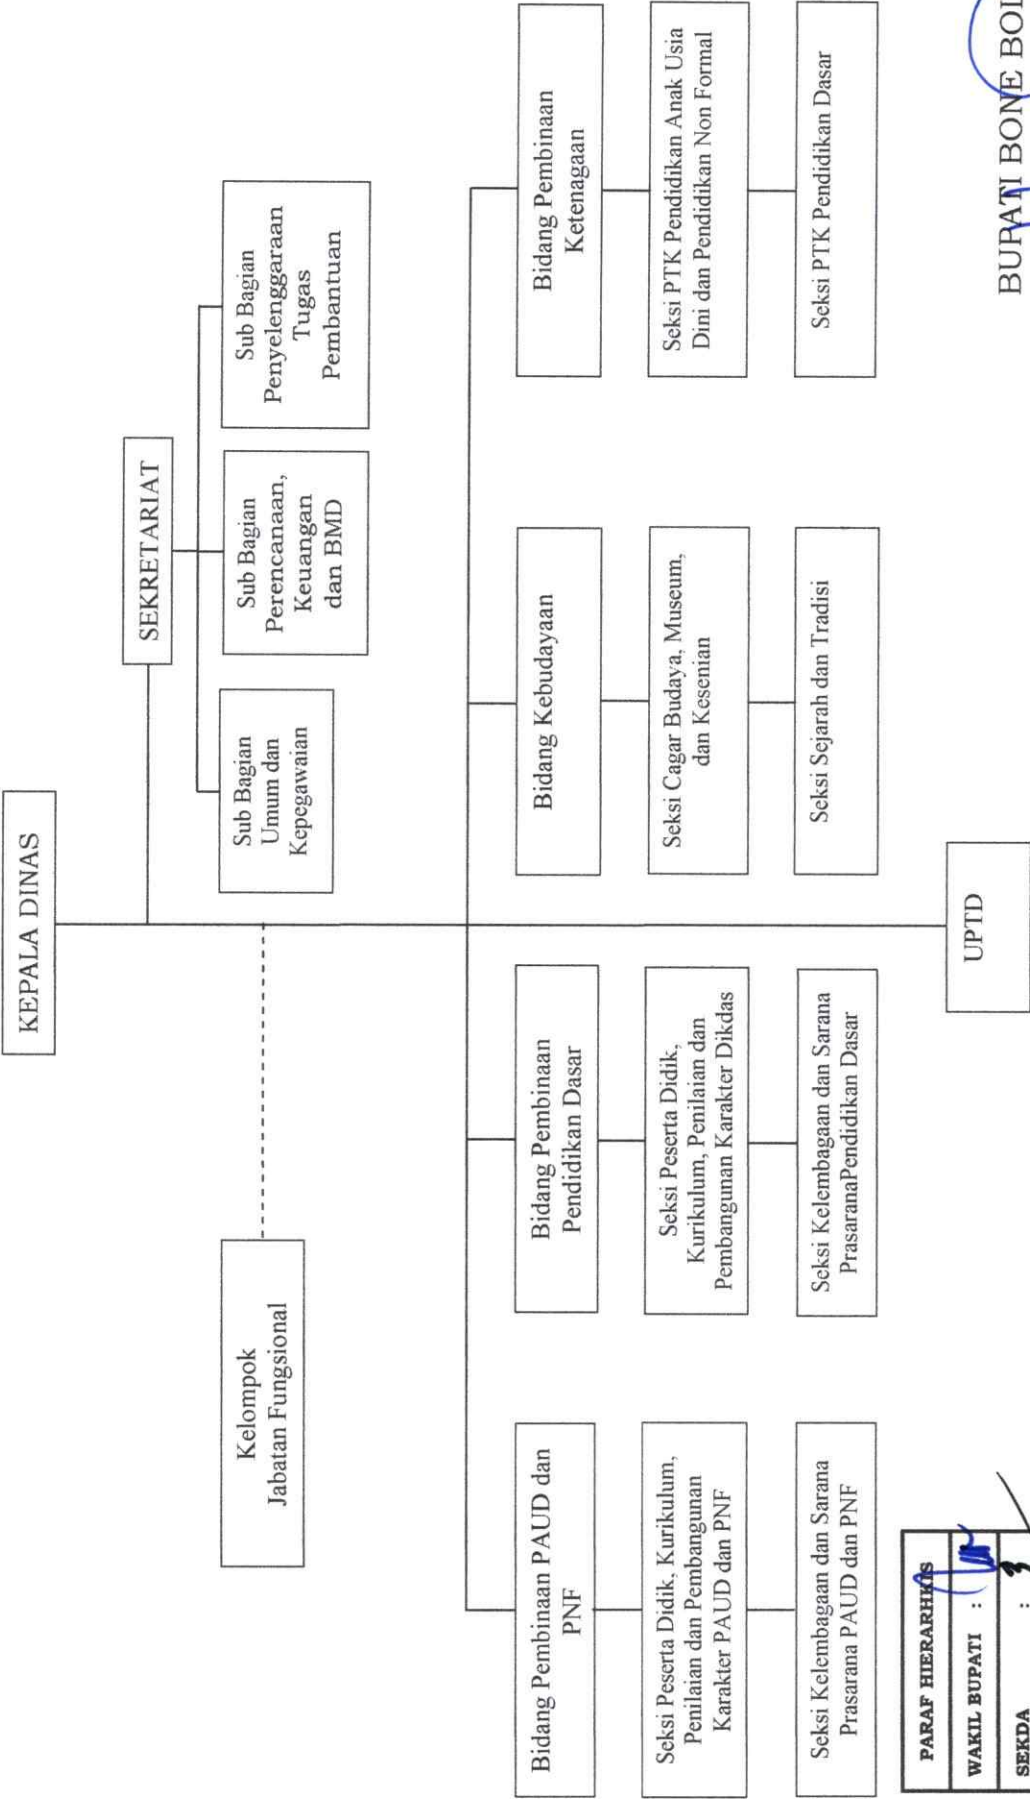 KEPALA DINAS
SEKRETARIAT
Kelompok
Jabatan Fungsional
Sub Bagian
Umum dan
Kepegawaian
Sub Bagian
Perencanaan,
Keuangan
dan BMD
Sub Bagian
Penyelenggaraan
Tugas
Pembantuan
Bidang Pembinaan PAUD dan
PNF
Seksi Peserta Didik, Kurikulum,
Penilaian dan Pembangunan
Karakter PAUD dan PNF
Seksi Kelembagaan dan Sarana
Prasarana PAUD dan PNF
Bidang Pembinaan
Pendidikan Dasar
Seksi Peserta Didik,
Kurikulum, Penilaian dan
Pembangunan Karakter Dikdas
Seksi Kelembagaan dan Sarana
PrasaranaPendidikan Dasar
Bidang Kebudayaan
Seksi Cagar Budaya, Museum,
dan Kesenian
Seksi Sejarah dan Tradisi
Bidang Pembinaan
Ketenagaan
Seksi PTK Pendidikan Anak Usia
Dini dan Pendidikan Non Formal
Seksi PTK Pendidikan Dasar
UPTD
PARAF HIERARHKIS
WAKIL BUPATI :
SEKDA :
BUPATI BONE